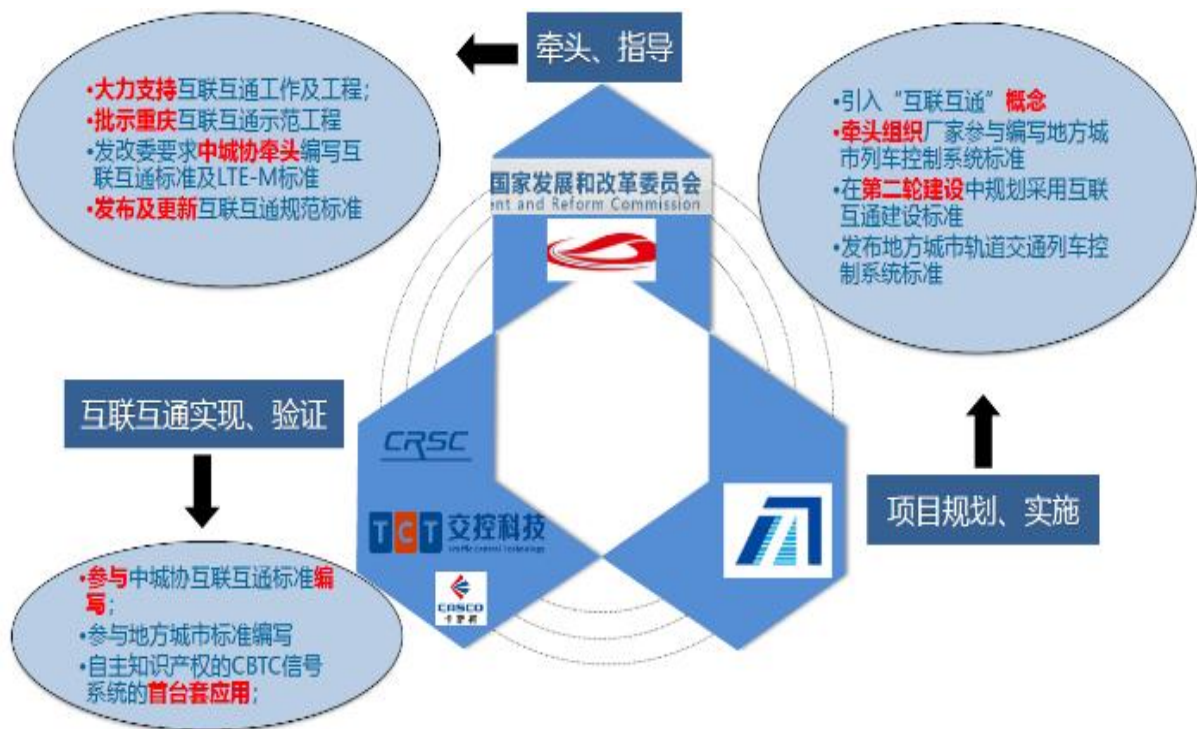 牵头、指导
•大力支持互联互通工作及工程;
•批示重庆互联互通示范工程
•发改委要求中城协牵头编写互
联互通标准及LTE-M标准
•发布及更新互联互通规范标准
•引入“互联互通”概念
•牵头组织厂家参与编写地方城
市列车控制系统标准
•在第二轮建设中规划采用互联
互通建设标准
•发布地方城市轨道交通列车控
制系统标准
国家发展和改革委员会
ent and Reform Commission
互联互通实现、验证
CRSC
TCT 交控科技
Traffic Control Technology
CASCO
卡斯柯
项目规划、实施
•参与中城协互联互通标准编
写;
•参与地方城市标准编写
•自主知识产权的CBTC信号
系统的首台套应用;